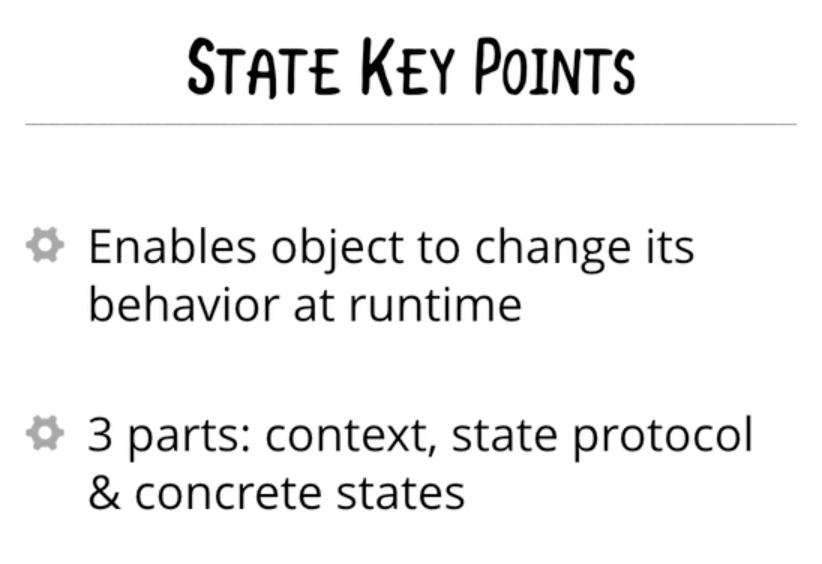 State Key Points
Enables object to change its
behavior at runtime
3 parts: context, state protocol
& concrete states